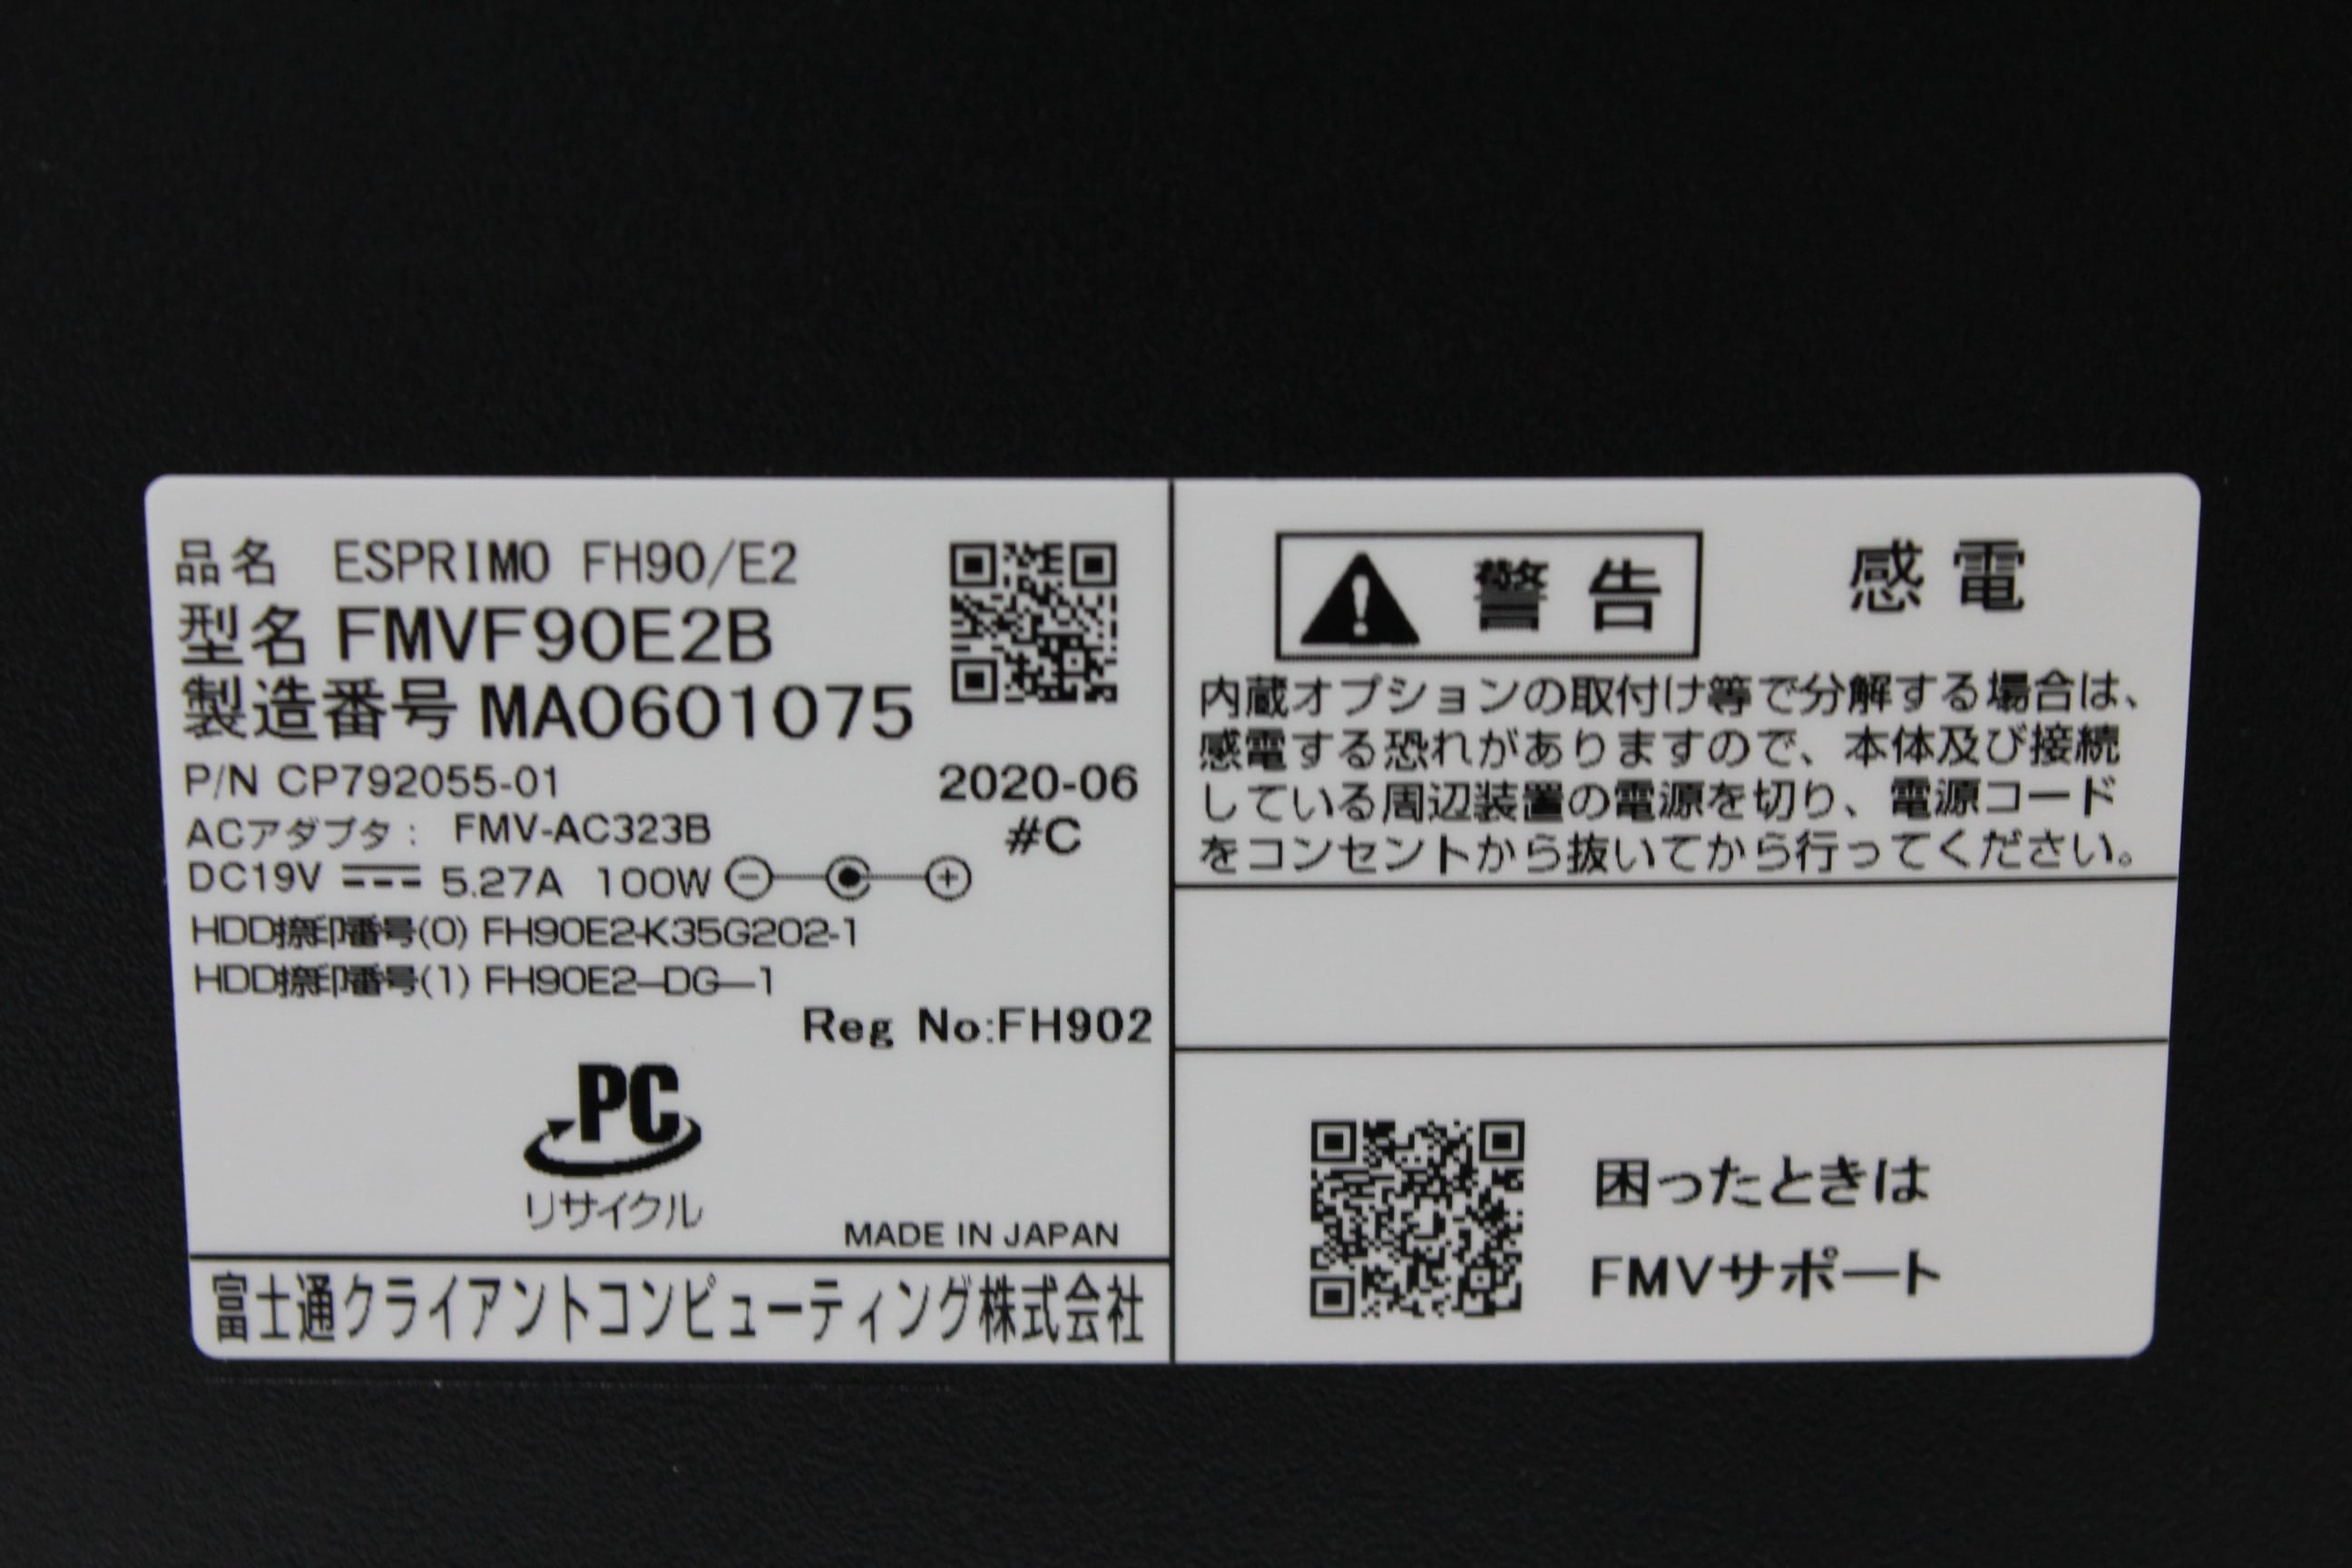 品名 ESPRIMO FH90/E2
型名 FMVF90E2B
製造番号 MA0601075
P/N CP792055-01
2020-06
ACアダプタ: FMV-AC323B
#C
DC19V 5.27A 100W
HDD捺印番号(0) FH90E2-K35G202-1
HDD捺印番号(1) FH90E2-DG-1
Reg No:FH902
PC
リサイクル
MADE IN JAPAN
富士通クライアントコンピューティング株式会社
警告 感電
内蔵オプションの取付け等で分解する場合は、
感電する恐れがありますので、本体及び接続
している周辺装置の電源を切り、電源コード
をコンセントから抜いてから行ってください。
困ったときは
FMVサポート